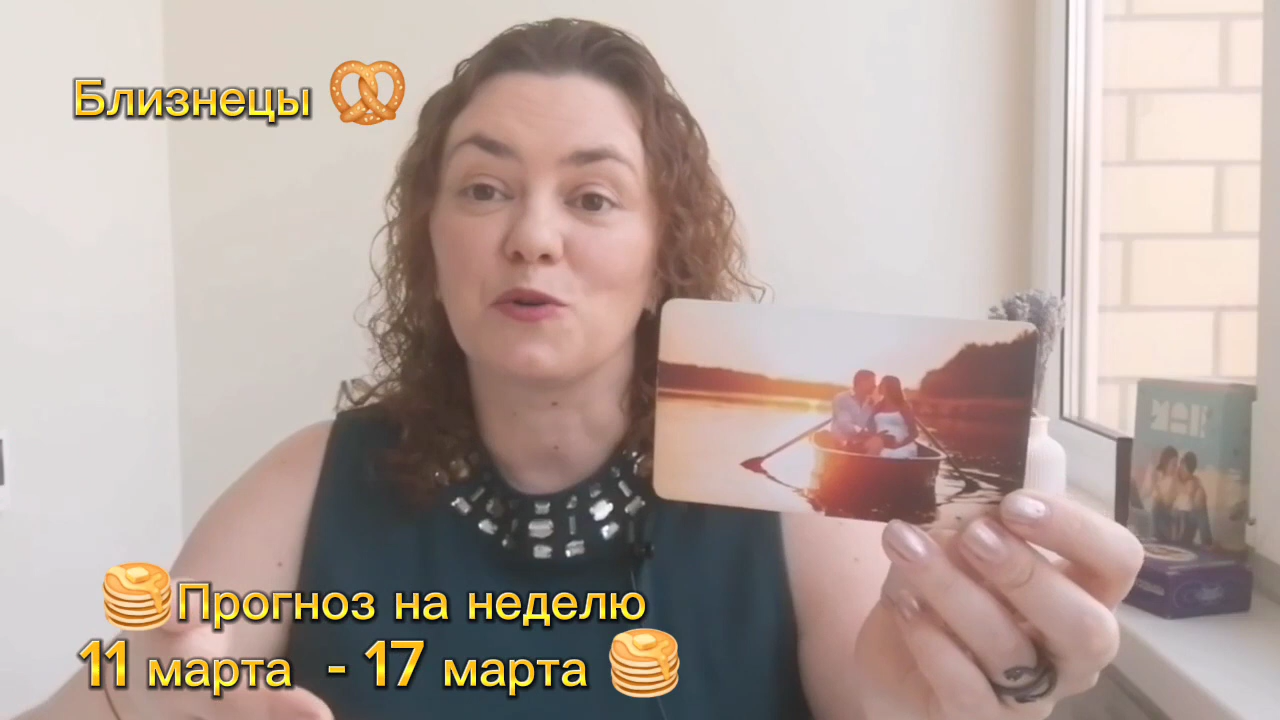 Близнецы
Прогноз на неделю
11 марта - 17 марта